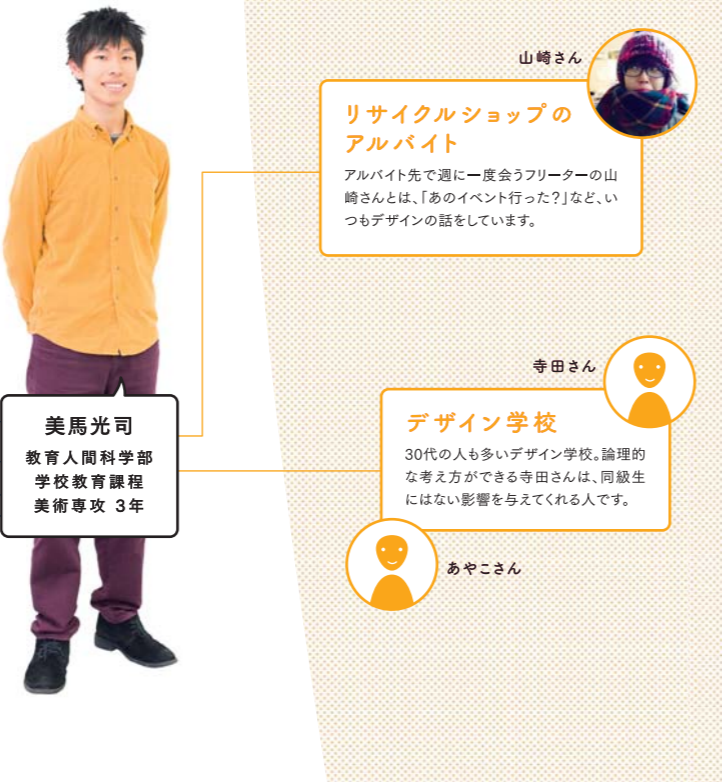 山崎さん
リサイクルショップの
アルバイト
アルバイト先で週に一度会うフリーターの山
崎さんとは、「あのイベント行った?」など、い
つもデザインの話をしています。
寺田さん
デザイン学校
30代の人も多いデザイン学校。論理的
な考え方ができる寺田さんは、同級生
にはない影響を与えてくれる人です。
あやこさん
美馬光司
教育人間科学部
学校教育課程
美術専攻 3年